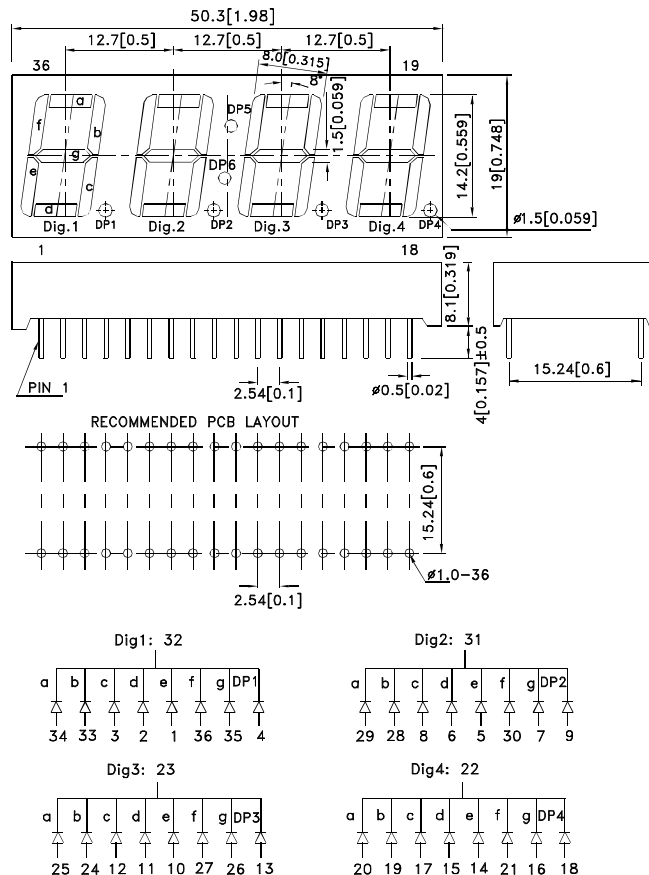 50.3[1.98]
12.7[0.5] 12.7[0.5] 12.7[0.5]
8.0[0.315]
36 19
8°
a
f b
g
e c
d
DP5
DP6
1.5[0.059]
14.2[0.559]
19[0.748]
Dig.1 DP1 Dig.2 DP2 Dig.3 DP3 Dig.4 DP4
ø1.5[0.059]
1 18
8.1[0.319]
4[0.157]±0.5
PIN 1
2.54[0.1]
ø0.5[0.02]
15.24[0.6]
RECOMMENDED PCB LAYOUT
15.24[0.6]
2.54[0.1]
ø1.0-36
Dig1: 32
a b c d e f g DP1
34 33 3 2 1 36 35 4
Dig2: 31
a b c d e f g DP2
29 28 8 6 5 30 7 9
Dig3: 23
a b c d e f g DP3
25 24 12 11 10 27 26 13
Dig4: 22
a b c d e f g DP4
20 19 17 15 14 21 16 18